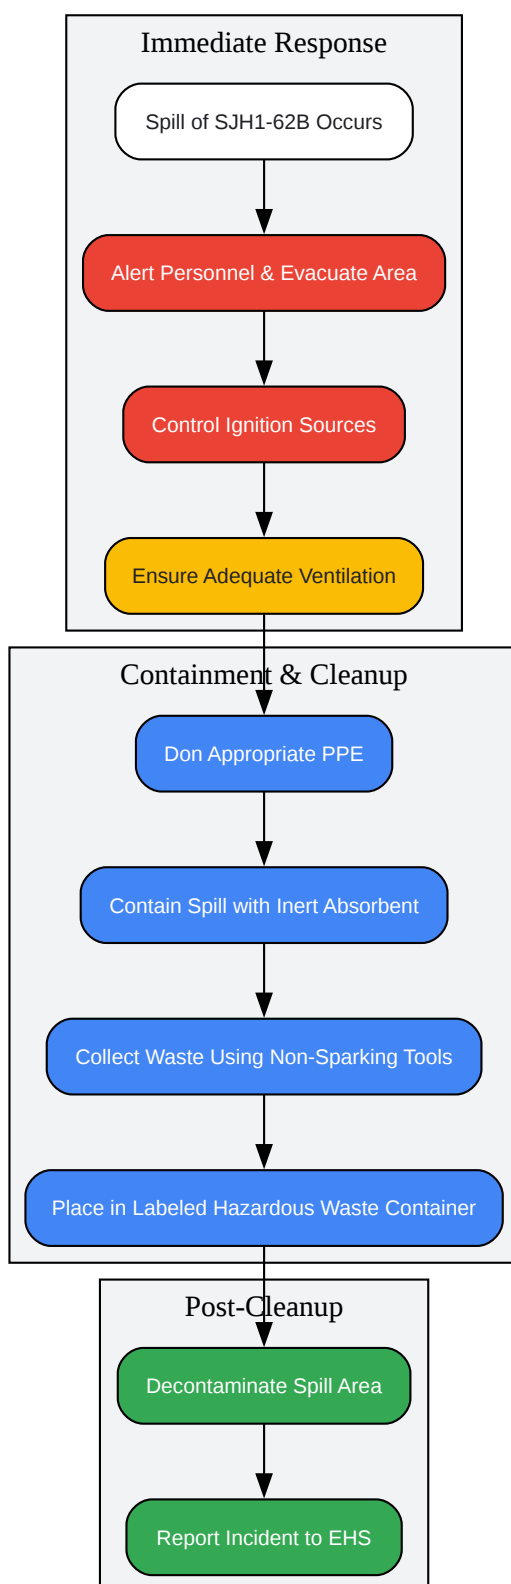 Immediate Response
Spill of SJH1-62B Occurs
Alert Personnel & Evacuate Area
Control Ignition Sources
Ensure Adequate Ventilation
Containment & Cleanup
Don Appropriate PPE
Contain Spill with Inert Absorbent
Collect Waste Using Non-Sparking Tools
Place in Labeled Hazardous Waste Container
Post-Cleanup
Decontaminate Spill Area
Report Incident to EHS